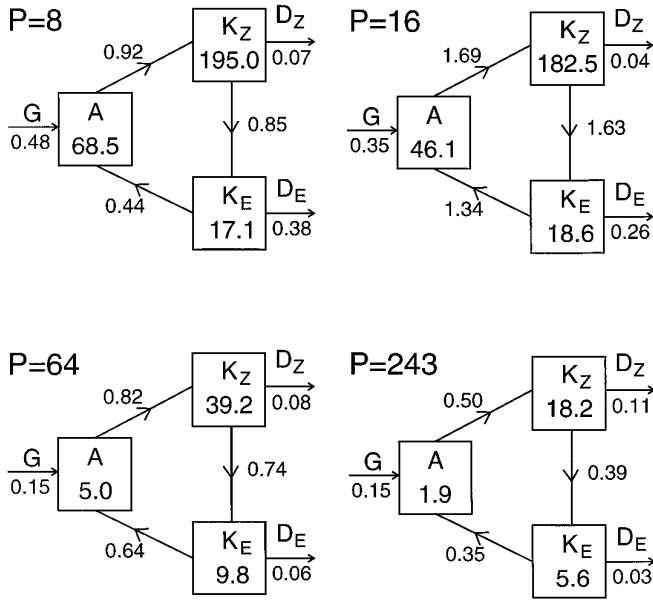 P=8
K_Z
195.0
D_Z
0.07
0.92
G
0.48
A
68.5
0.85
0.44
K_E
17.1
D_E
0.38
P=16
K_Z
182.5
D_Z
0.04
1.69
G
0.35
A
46.1
1.63
1.34
K_E
18.6
D_E
0.26
P=64
K_Z
39.2
D_Z
0.08
0.82
G
0.15
A
5.0
0.74
0.64
K_E
9.8
D_E
0.06
P=243
K_Z
18.2
D_Z
0.11
0.50
G
0.15
A
1.9
0.39
0.35
K_E
5.6
D_E
0.03